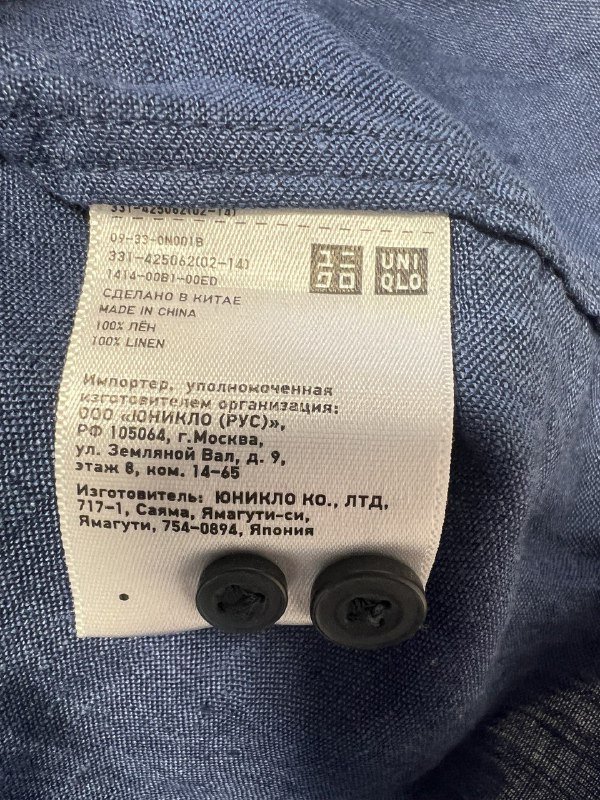 331-425062(02-14)
09-33-0N001B
331-425062(02-14)
1414-00B1-00ED
ユニ
クロ
UNI
QLO
СДЕЛАНО В КИТАЕ
MADE IN CHINA
100% ЛЁН
100% LINEN
Импортер, уполномоченная
изготовителем организация:
ООО «ЮНИКЛО (РУС)»,
РФ 105064, г.Москва,
ул. Земляной Вал, д. 9,
этаж 8, ком. 14-65
Изготовитель: ЮНИКЛО КО., ЛТД,
717-1, Саяма, Ямагути-си,
Ямагути, 754-0894, Япония